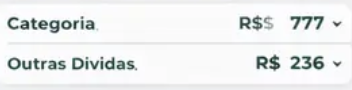 Categoria. R$S 777
Outras Dividas. R$ 236